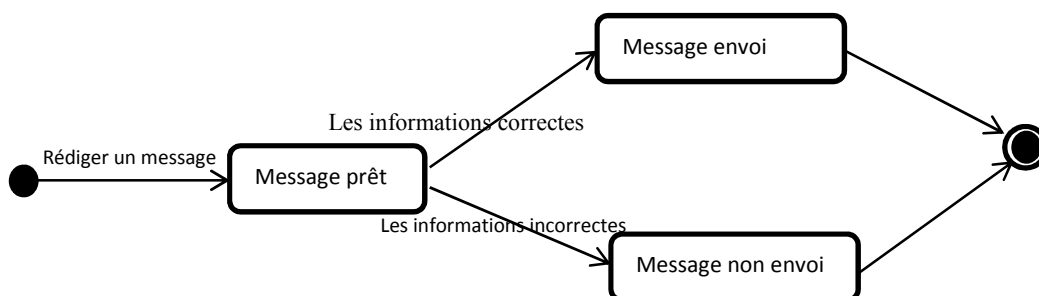 Message envoi
Les informations correctes
Rédiger un message
Message prêt
Les informations incorrectes
Message non envoi